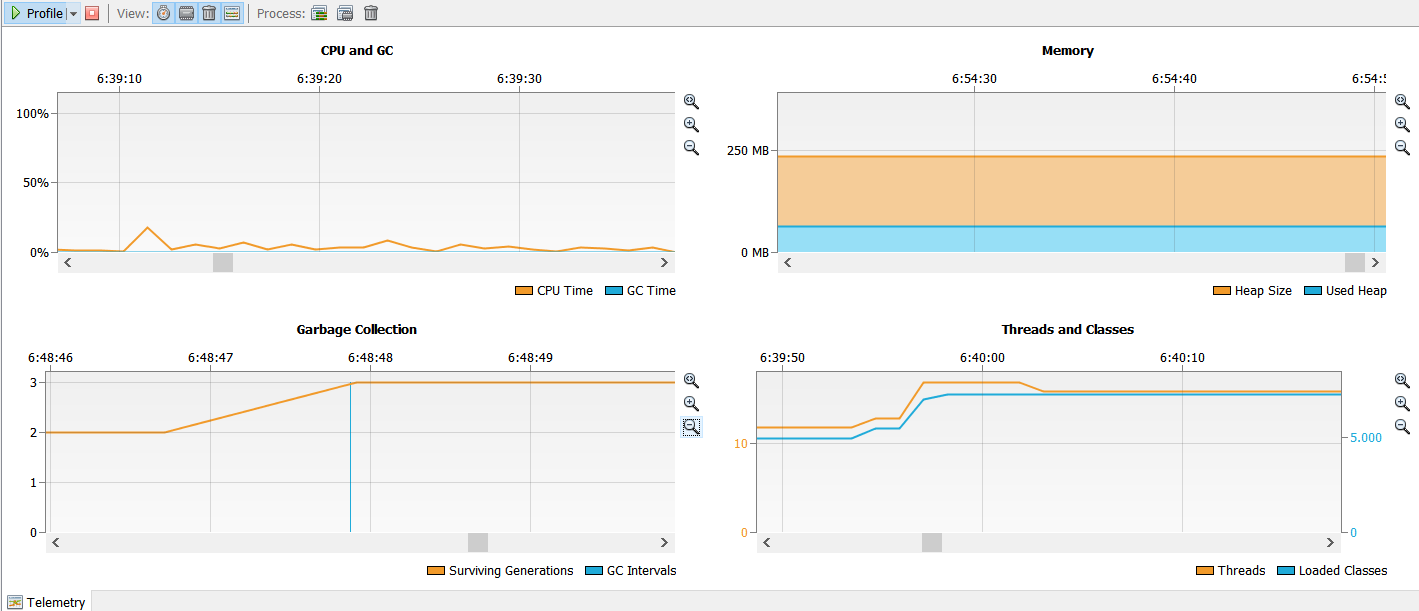 Profile View: Process:
CPU and GC
6:39:10 6:39:20 6:39:30
100%
50%
0%
CPU Time GC Time
Memory
6:54:30 6:54:40 6:54:5
250 MB
0 MB
Heap Size Used Heap
Garbage Collection
6:48:46 6:48:47 6:48:48 6:48:49
3
2
1
0
Surviving Generations GC Intervals
Threads and Classes
6:39:50 6:40:00 6:40:10
10 5.000
0 0
Threads Loaded Classes
Telemetry